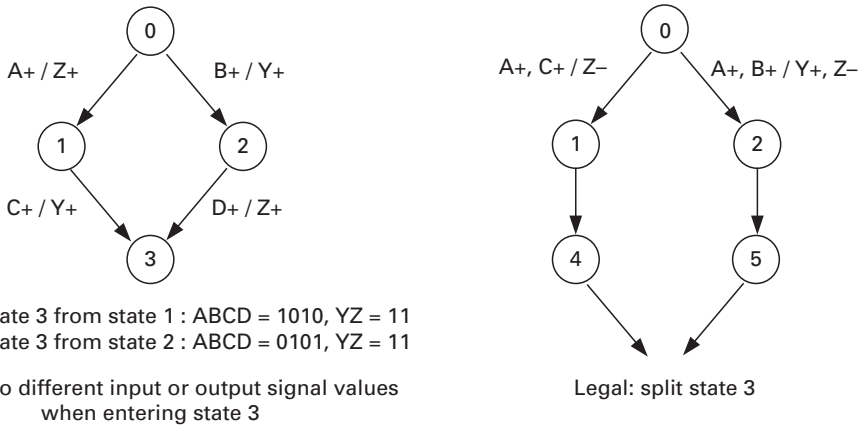 0
A+ / Z+
B+ / Y+
1
2
C+ / Y+
D+ / Z+
3
state 3 from state 1 : ABCD = 1010, YZ = 11
state 3 from state 2 : ABCD = 0101, YZ = 11
different input or output signal values
when entering state 3
0
A+, C+ / Z–
A+, B+ / Y+, Z–
1
2
4
5
Legal: split state 3